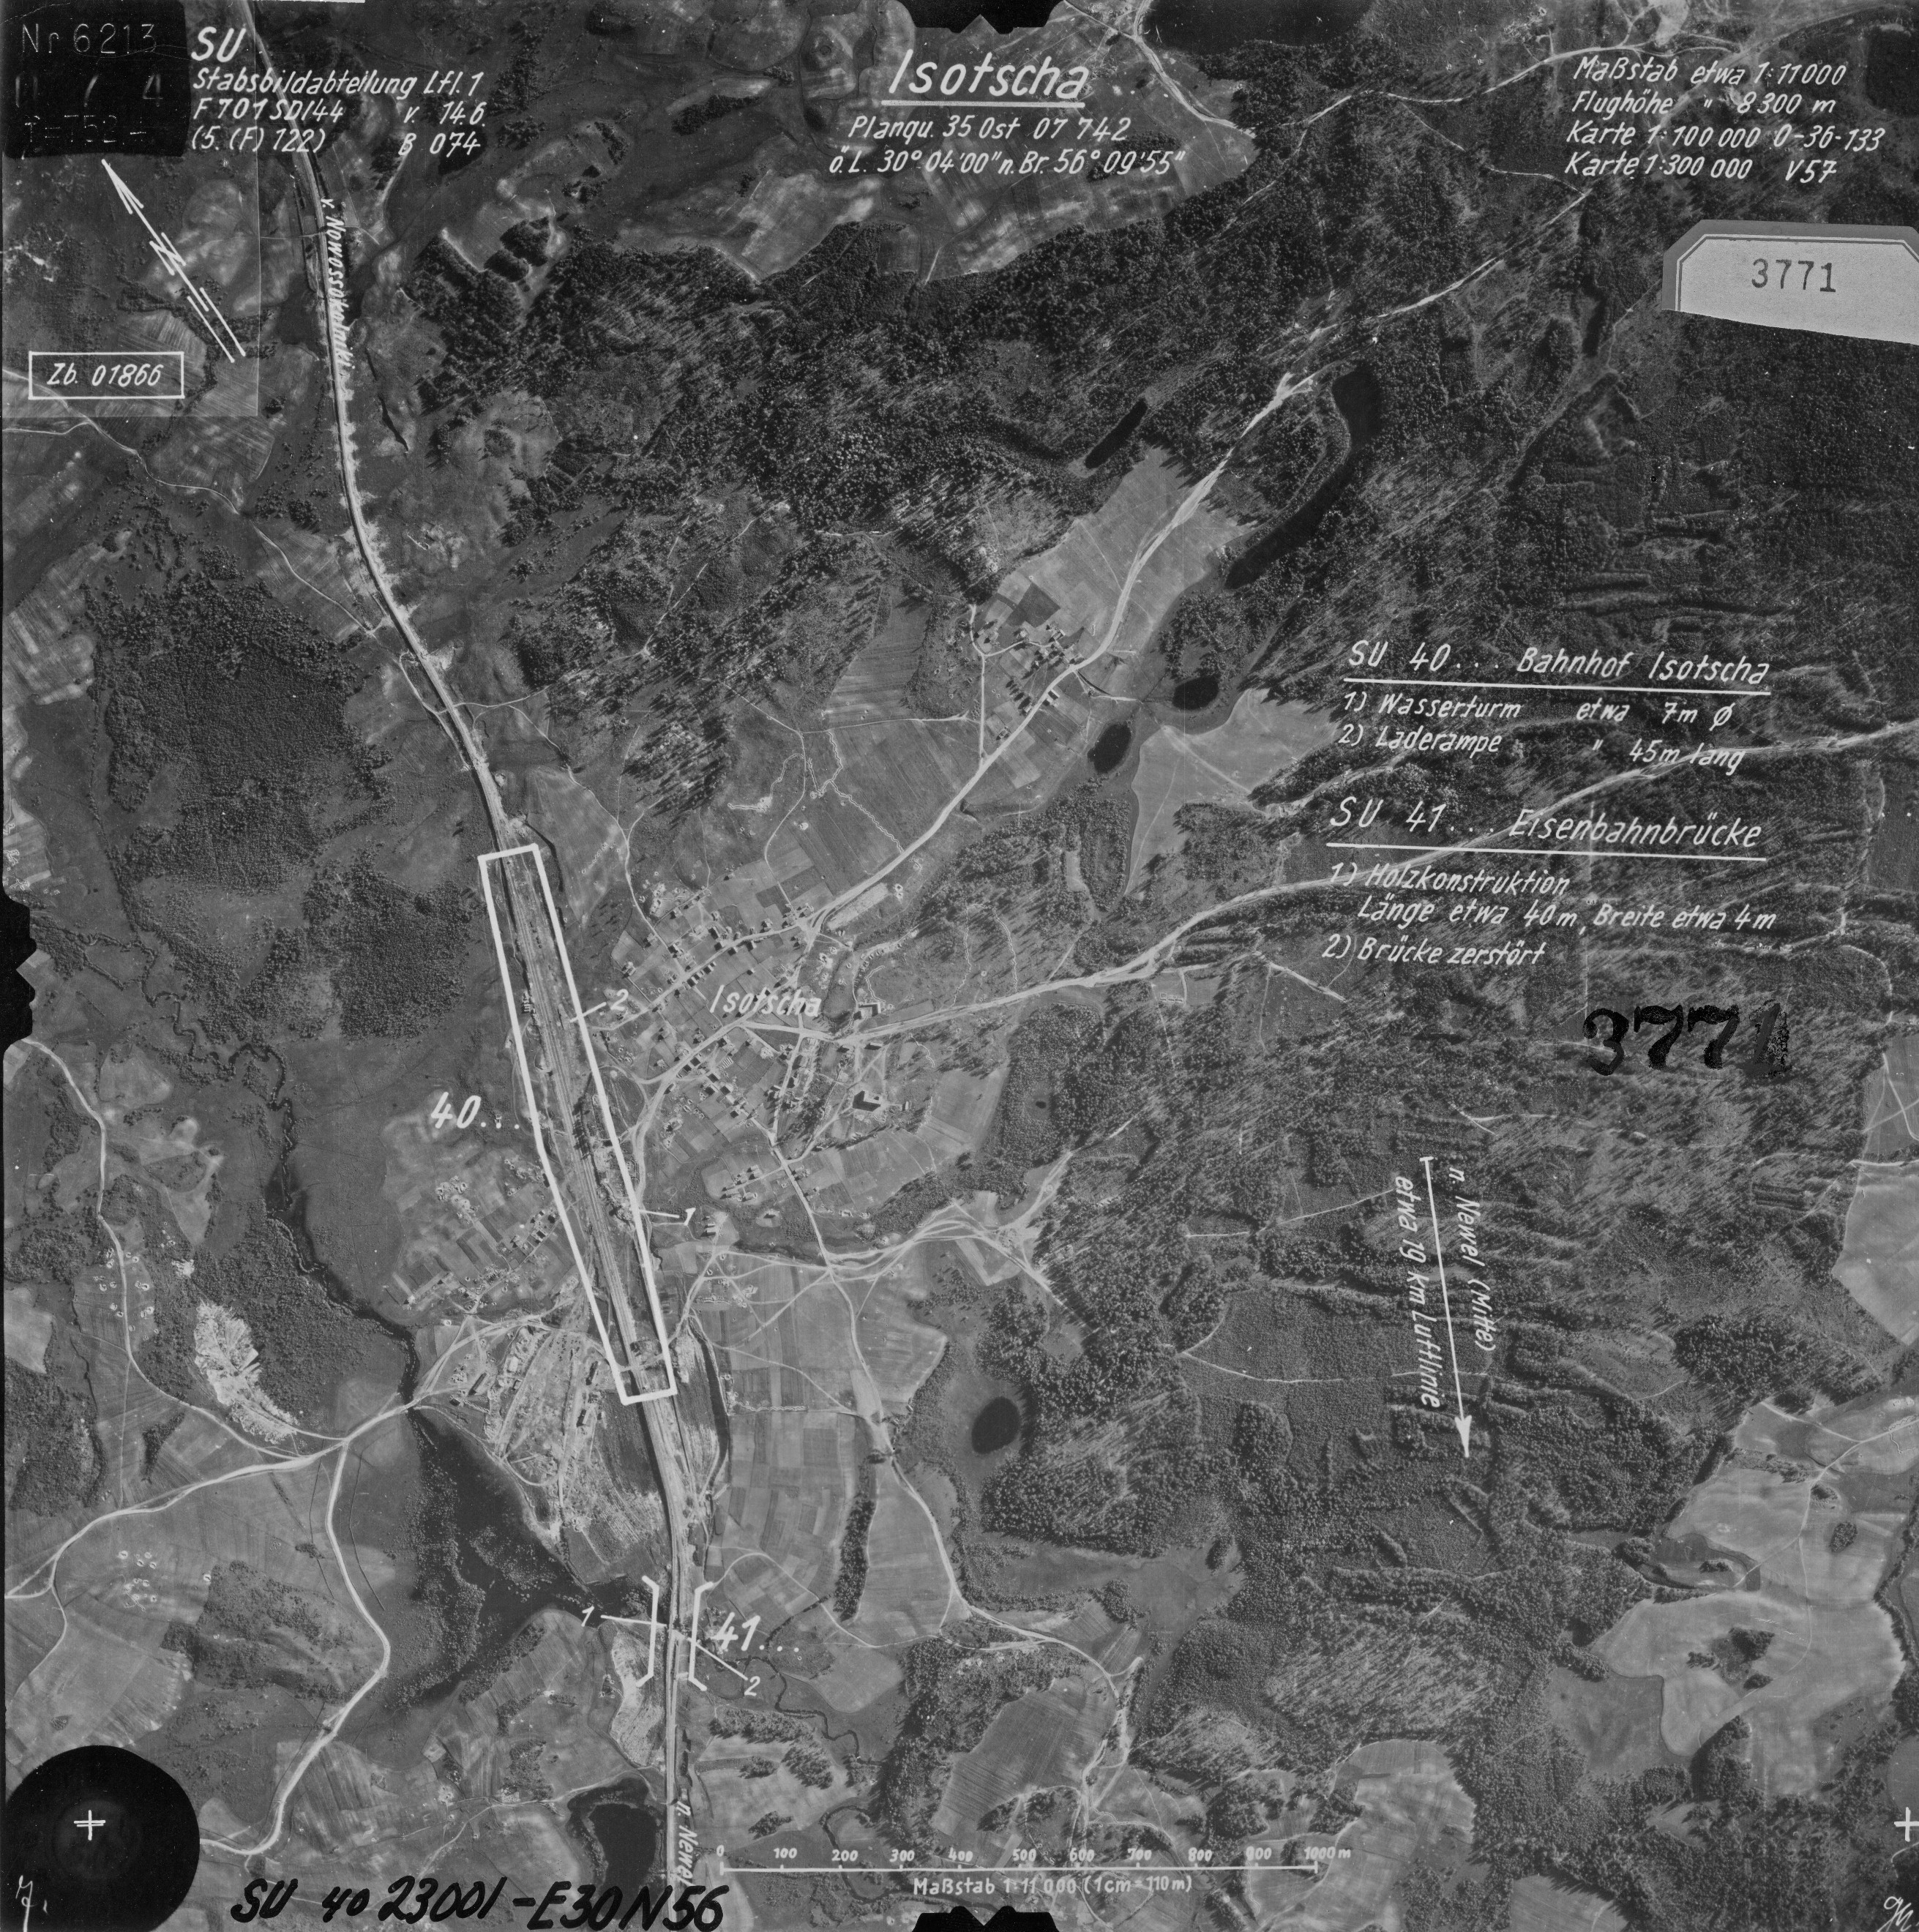 Nr 6213
SU
Stabsbildabteilung Lfl. 1
F 701 SD/44 v. 14.6.
(5. (F) 122) B 074
Isotscha
Planqu. 35 Ost 07 742
ö.L. 30° 04' 00" n. Br. 56° 09' 55"
Maßstab etwa 1:11 000
Flughöhe " 8300 m
Karte 1:100 000 O-36-133
Karte 1:300 000 V57
N
Zb. 01866
3771
SU 40... Bahnhof Isotscha
1) Wasserturm etwa 7m Ø
2) Laderampe " 45m lang
SU 41... Eisenbahnbrücke
1) Holzkonstruktion
Länge etwa 40m, Breite etwa 4m
2) Brücke zerstört
3771
Isotscha
2
40...
1
n. Newel (Mitte)
etwa 19 km Luftlinie
1
41...
2
n. Newel
0 100 200 300 400 500 600 700 800 900 1000 m
Maßstab 1:11 000 (1cm = 110m)
SU 40 23001-E30N56